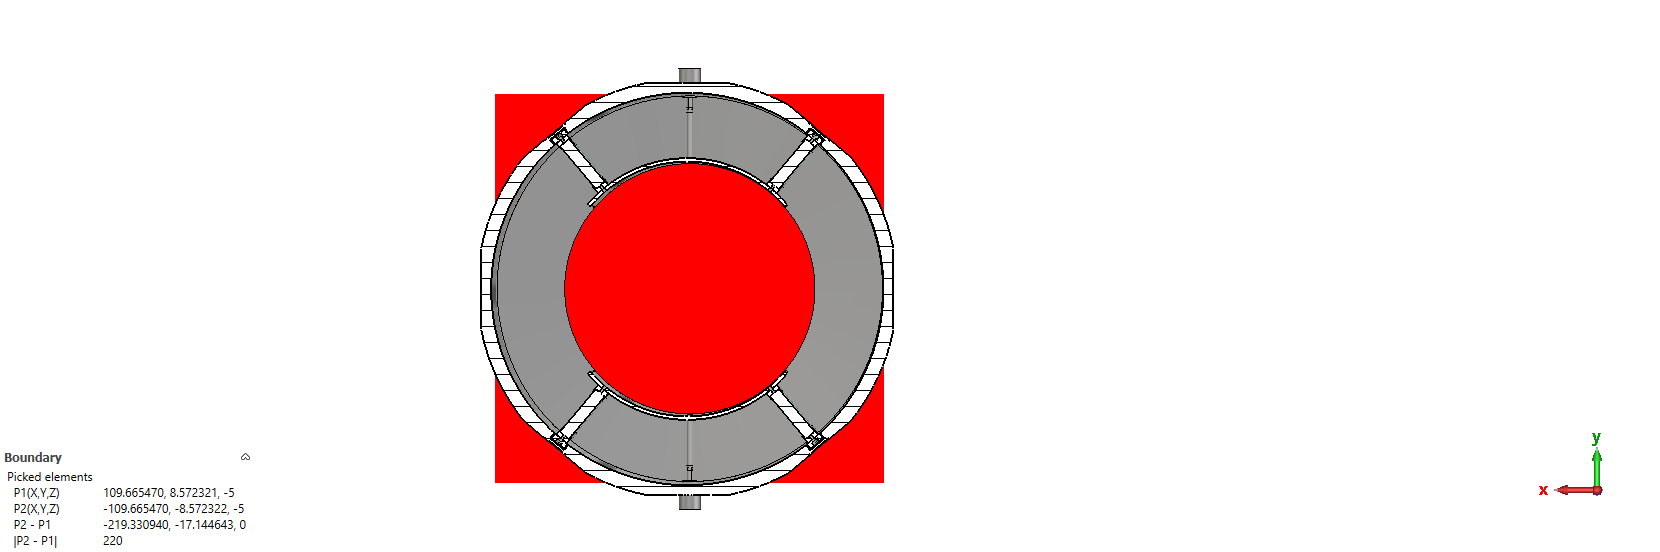 Boundary
Picked elements
P1(X,Y,Z) 109.665470, 8.572321, -5
P2(X,Y,Z) -109.665470, -8.572322, -5
P2 - P1 -219.330940, -17.144643, 0
|P2 - P1| 220
y
x